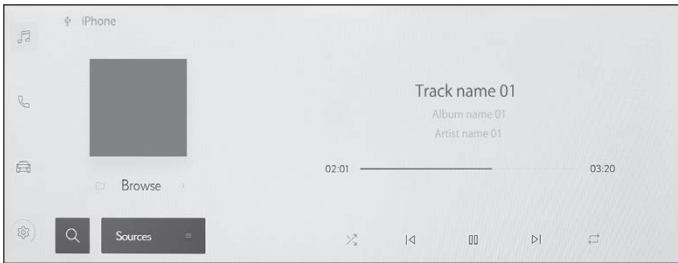 iPhone
Track name 01
Album name 01
Artist name 01
02:01
03:20
Browse
Sources